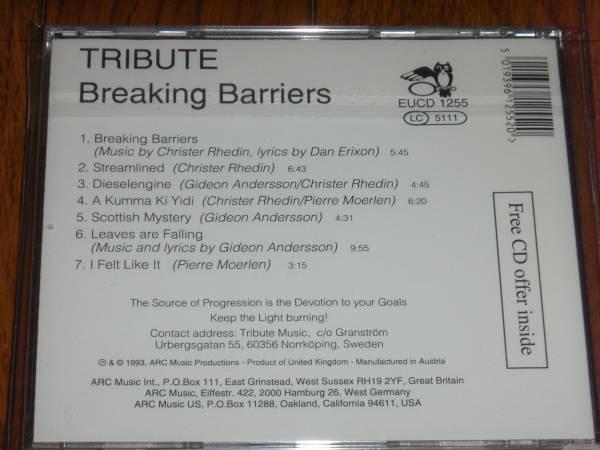 TRIBUTE
Breaking Barriers
EUCD 1255
LC 5111
5 019396 125520 >
1. Breaking Barriers
(Music by Christer Rhedin, lyrics by Dan Erixon) 5:45
2. Streamlined (Christer Rhedin) 6:43
3. Dieselengine (Gideon Andersson/Christer Rhedin) 4:45
4. A Kumma Ki Yidi (Christer Rhedin/Pierre Moerlen) 6:20
5. Scottish Mystery (Gideon Andersson) 4:31
6. Leaves are Falling
(Music and lyrics by Gideon Andersson) 9:55
7. I Felt Like It (Pierre Moerlen) 3:15
Free CD offer inside
The Source of Progression is the Devotion to your Goals
Keep the Light burning!
Contact address: Tribute Music, c/o Granström
Urbergsgatan 55, 60356 Norrköping, Sweden
℗ & © 1993, ARC Music Productions - Product of United Kingdom - Manufactured in Austria
ARC Music Int., P.O.Box 111, East Grinstead, West Sussex RH19 2YF, Great Britain
ARC Music, Eiffestr. 422, 2000 Hamburg 26, West Germany
ARC Music US, P.O.Box 11288, Oakland, California 94611, USA